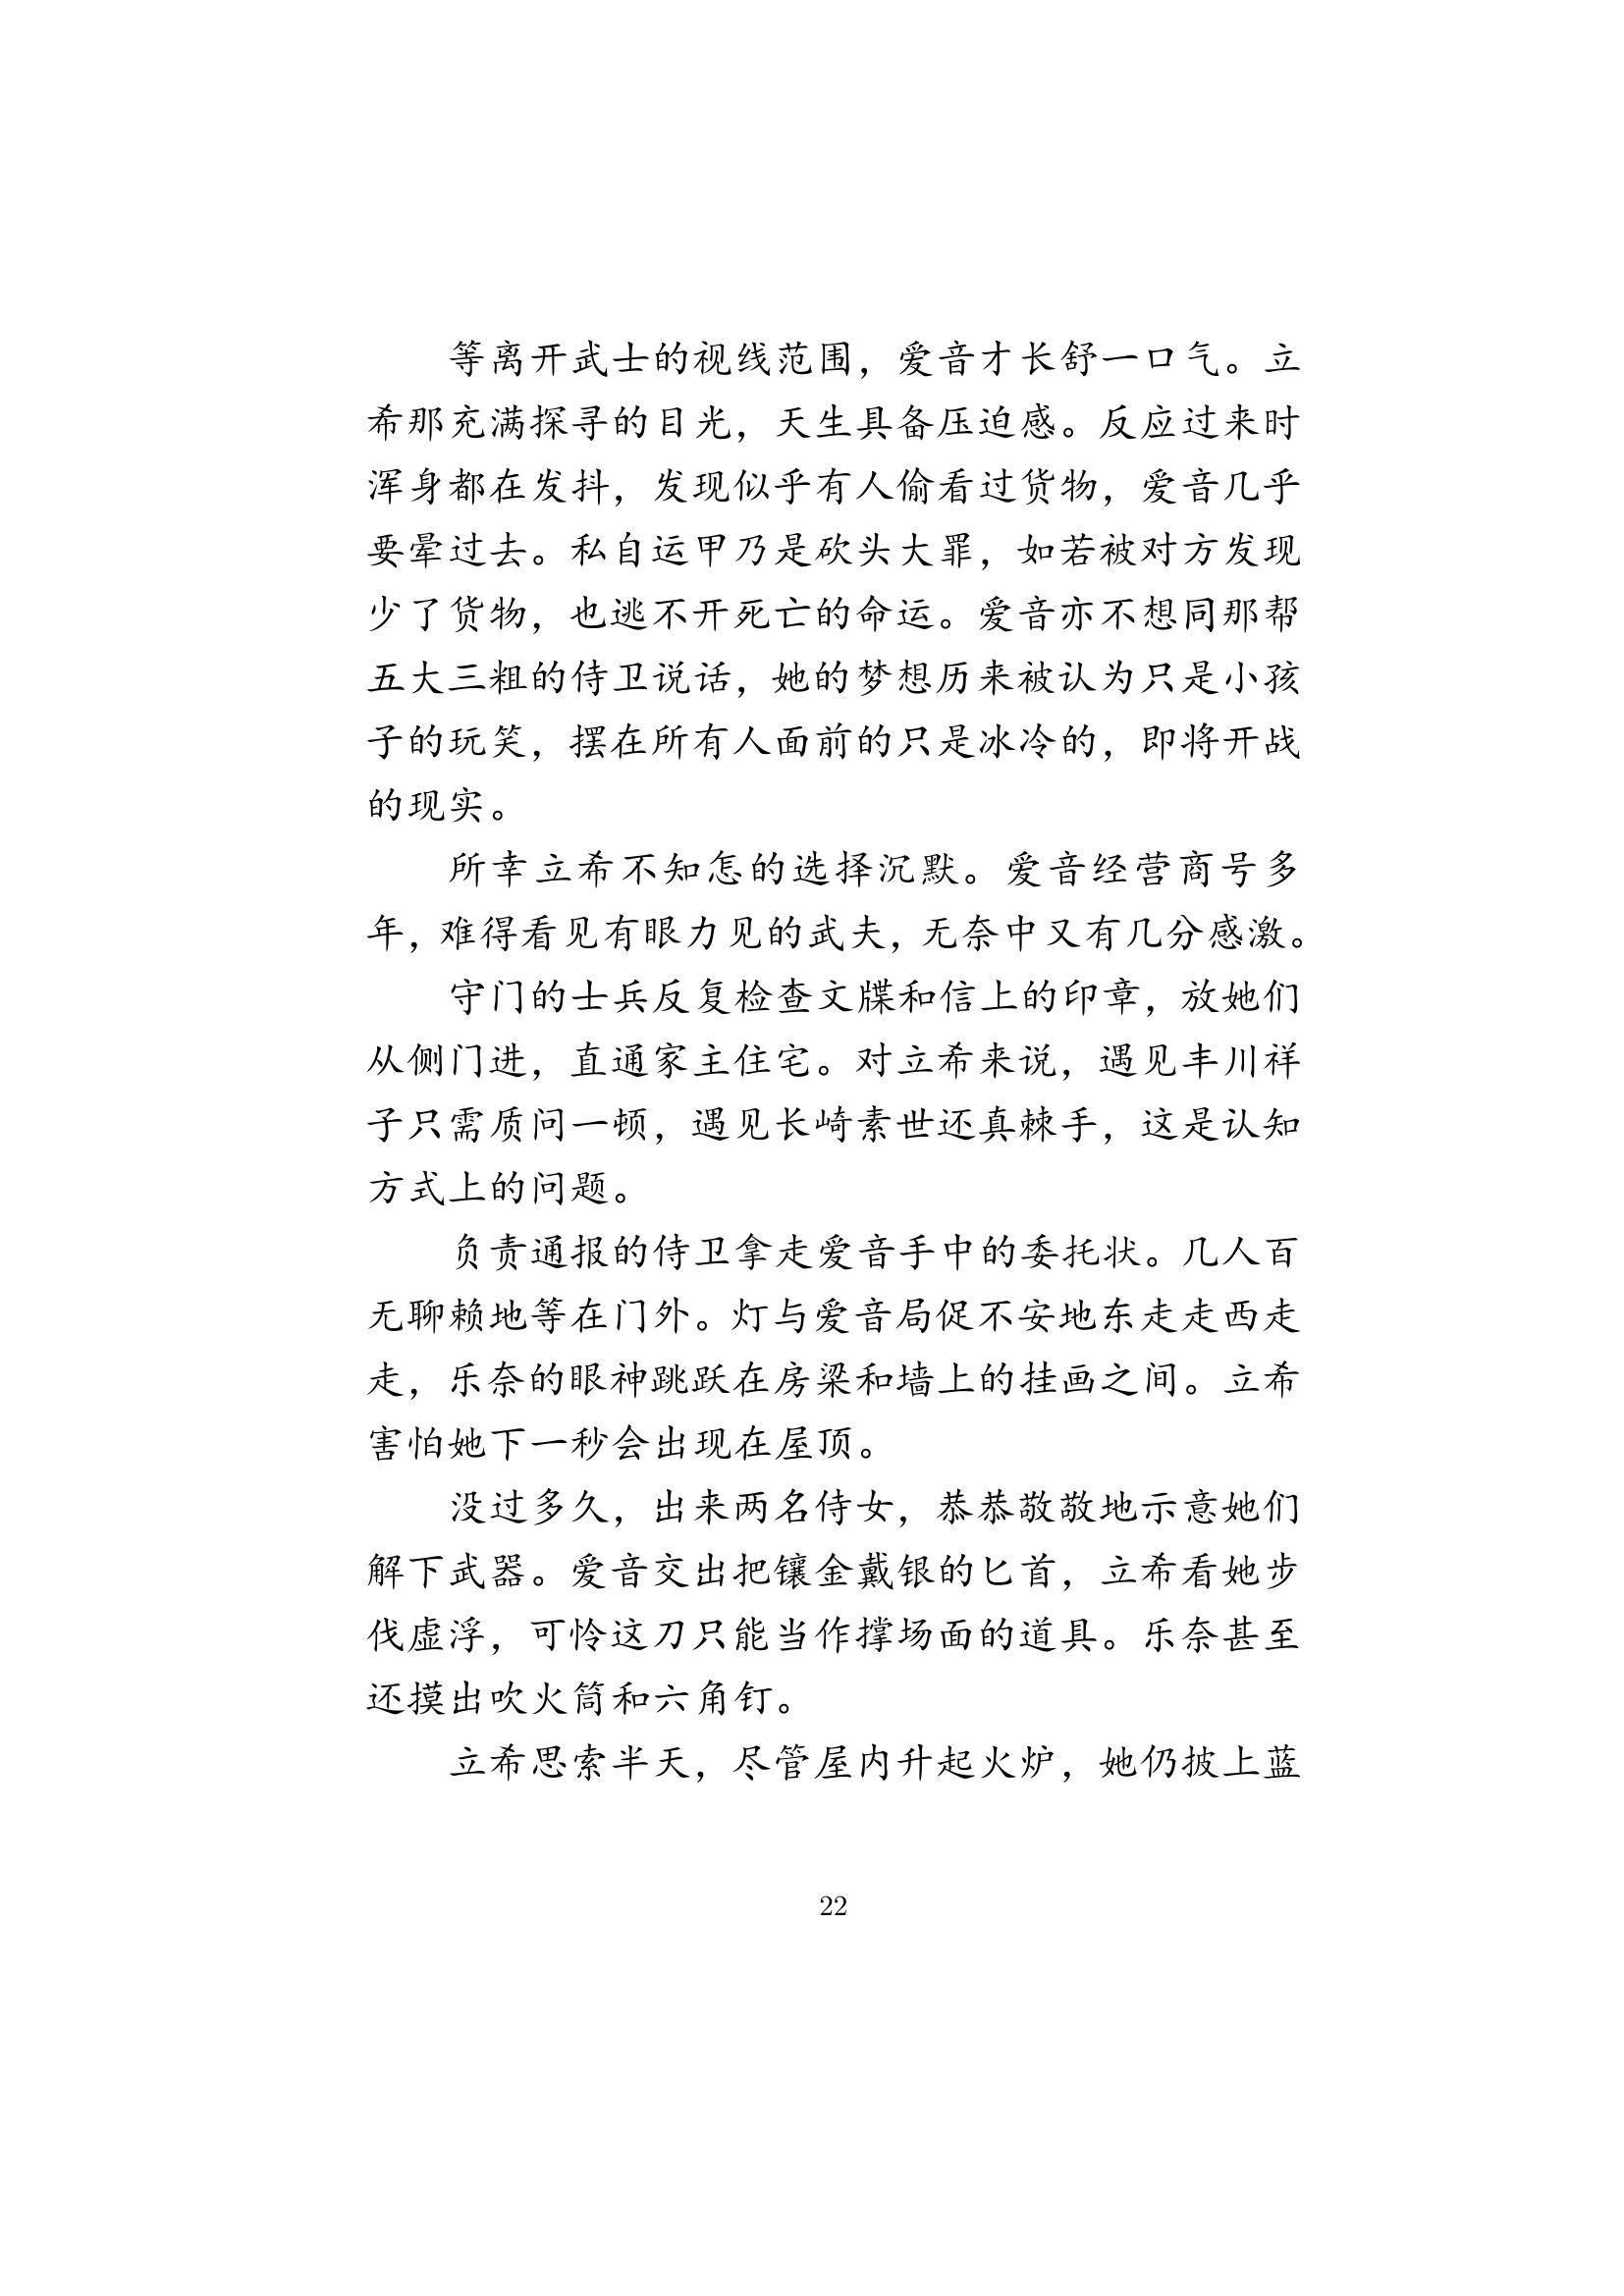 等离开武士的视线范围，爱音才长舒一口气。立
希那充满探寻的目光，天生具备压迫感。反应过来时
浑身都在发抖，发现似乎有人偷看过货物，爱音几乎
要晕过去。私自运甲乃是砍头大罪，如若被对方发现
少了货物，也逃不开死亡的命运。爱音亦不想同那帮
五大三粗的侍卫说话，她的梦想历来被认为只是小孩
子的玩笑，摆在所有人面前的只是冰冷的，即将开战
的现实。
所幸立希不知怎的选择沉默。爱音经营商号多
年，难得看见有眼力见的武夫，无奈中又有几分感激。
守门的士兵反复检查文牒和信上的印章，放她们
从侧门进，直通家主住宅。对立希来说，遇见丰川祥
子只需质问一顿，遇见长崎素世还真棘手，这是认知
方式上的问题。
负责通报的侍卫拿走爱音手中的委托状。几人百
无聊赖地等在门外。灯与爱音局促不安地东走走西走
走，乐奈的眼神跳跃在房梁和墙上的挂画之间。立希
害怕她下一秒会出现在屋顶。
没过多久，出来两名侍女，恭恭敬敬地示意她们
解下武器。爱音交出把镶金戴银的匕首，立希看她步
伐虚浮，可怜这刀只能当作撑场面的道具。乐奈甚至
还摸出吹火筒和六角钉。
立希思索半天，尽管屋内升起火炉，她仍披上蓝
22